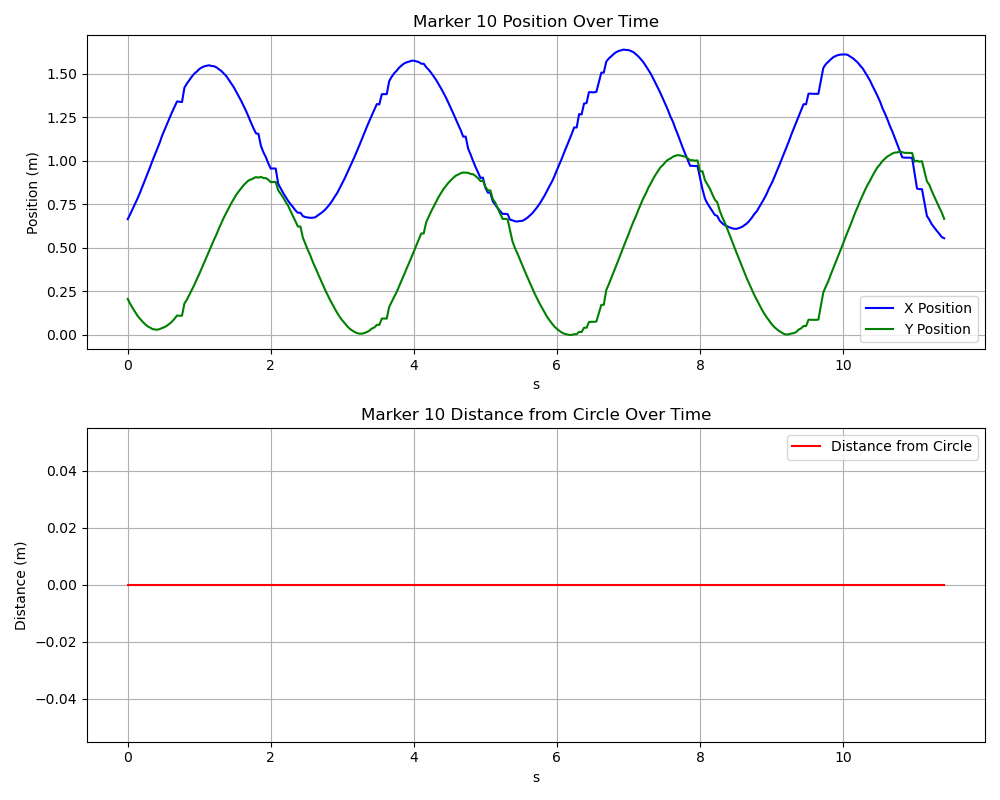 Marker 10 Position Over Time
Position (m)
1.50
1.25
1.00
0.75
0.50
0.25
0.00
X Position
Y Position
0 2 4 6 8 10
s
Marker 10 Distance from Circle Over Time
Distance (m)
0.04
0.02
0.00
−0.02
−0.04
Distance from Circle
0 2 4 6 8 10
s